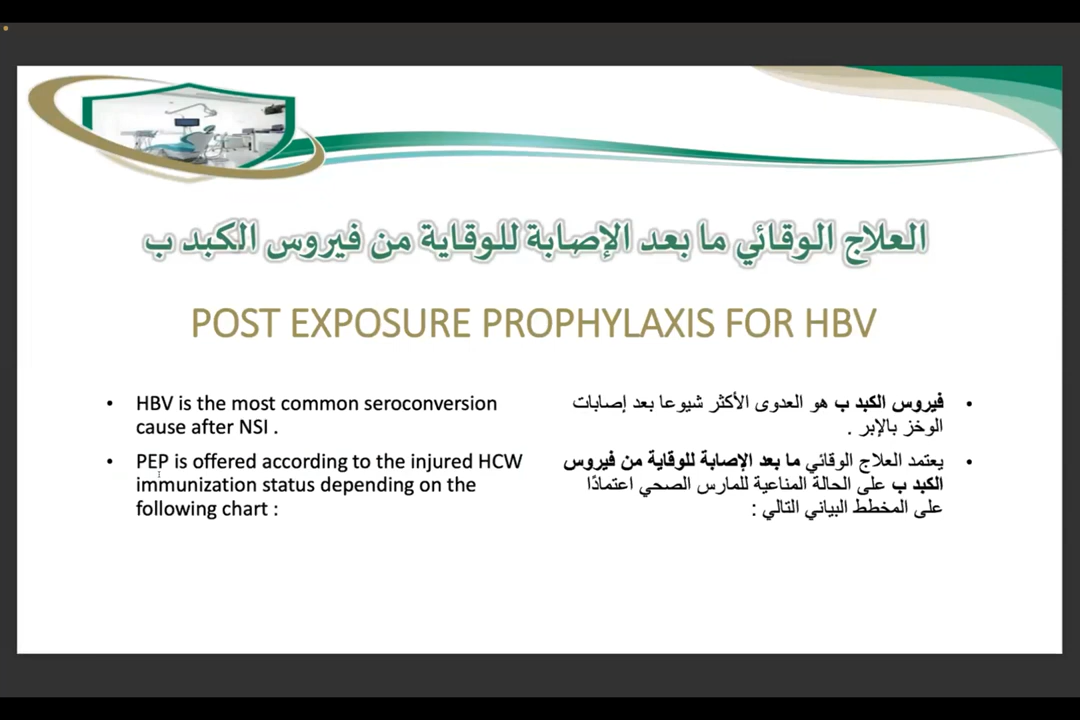 العلاج الوقائي ما بعد الإصابة للوقاية من فيروس الكبد ب
POST EXPOSURE PROPHYLAXIS FOR HBV
• HBV is the most common seroconversion
cause after NSI .
• PEP is offered according to the injured HCW
immunization status depending on the
following chart :
• فيروس الكبد ب هو العدوى الأكثر شيوعا بعد إصابات
الوخز بالإبر .
• يعتمد العلاج الوقائي ما بعد الإصابة للوقاية من فيروس
الكبد ب على الحالة المناعية للمارس الصحي اعتمادًا
على المخطط البياني التالي :